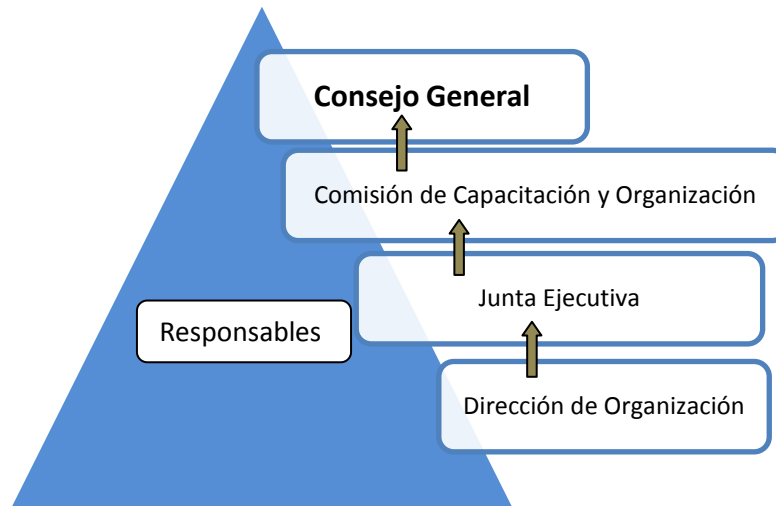 Consejo General
Comisión de Capacitación y Organización
Junta Ejecutiva
Responsables
Dirección de Organización